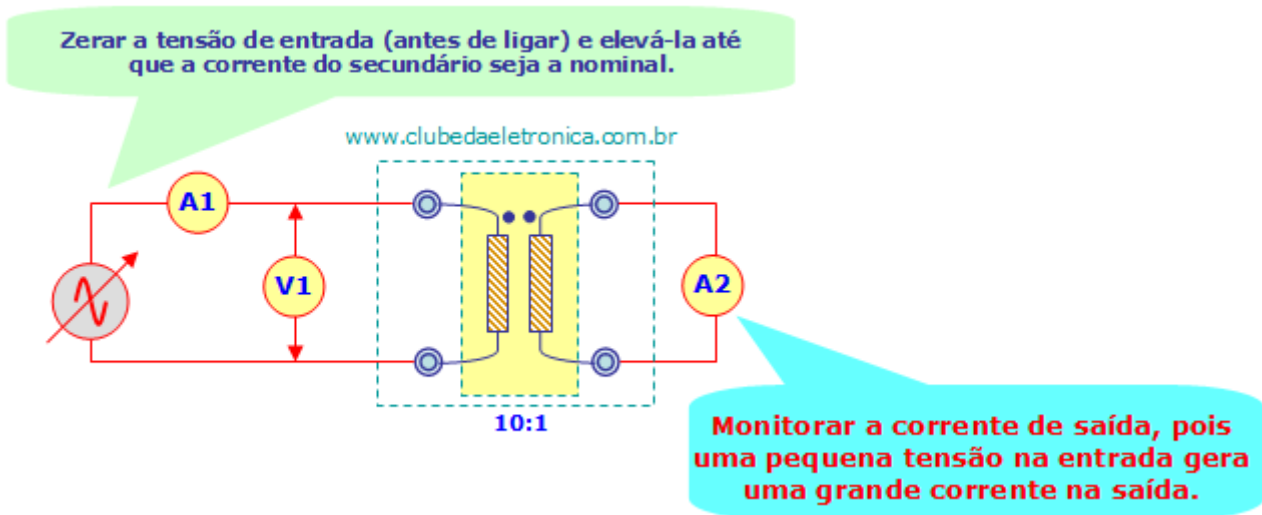 Zerar a tensão de entrada (antes de ligar) e elevá-la até
que a corrente do secundário seja a nominal.
www.clubedaeletronica.com.br
A1
V1
A2
10:1
Monitorar a corrente de saída, pois
uma pequena tensão na entrada gera
uma grande corrente na saída.